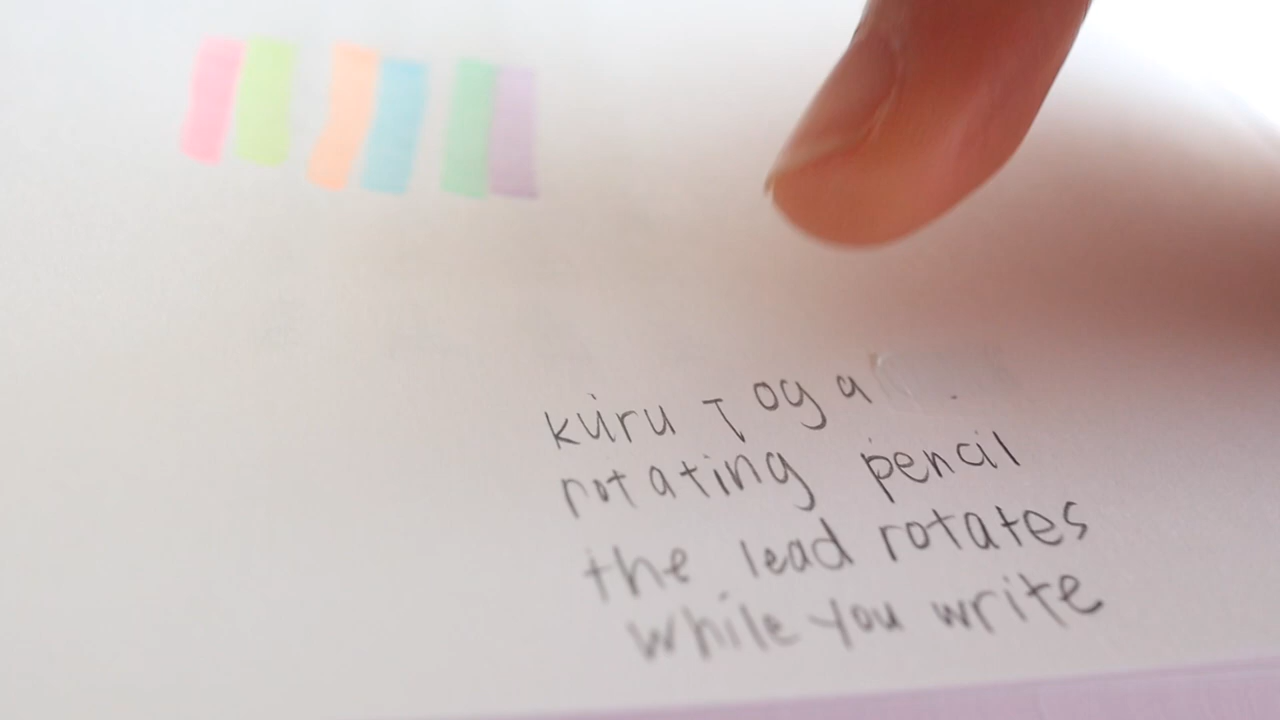 kuru Toga
rotating pencil
the lead rotates
while you write